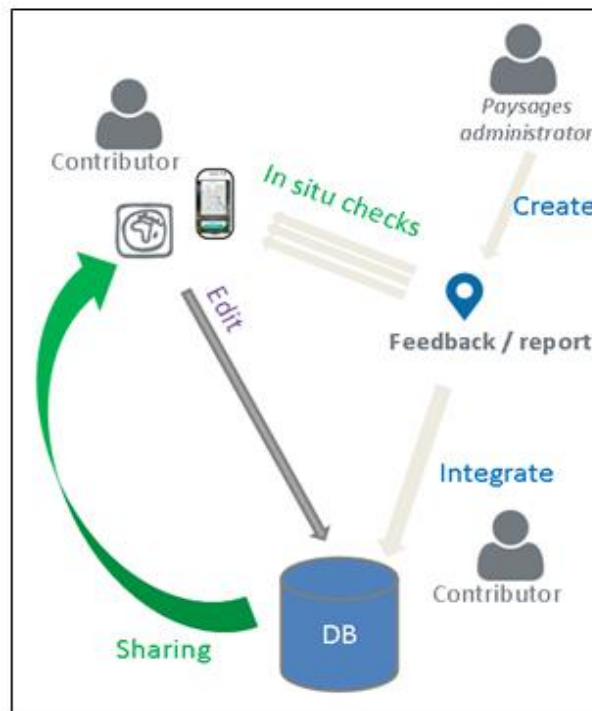 Paysages
administrator
Contributor
In situ checks
Create
Edit
Feedback / report
Integrate
Contributor
DB
Sharing